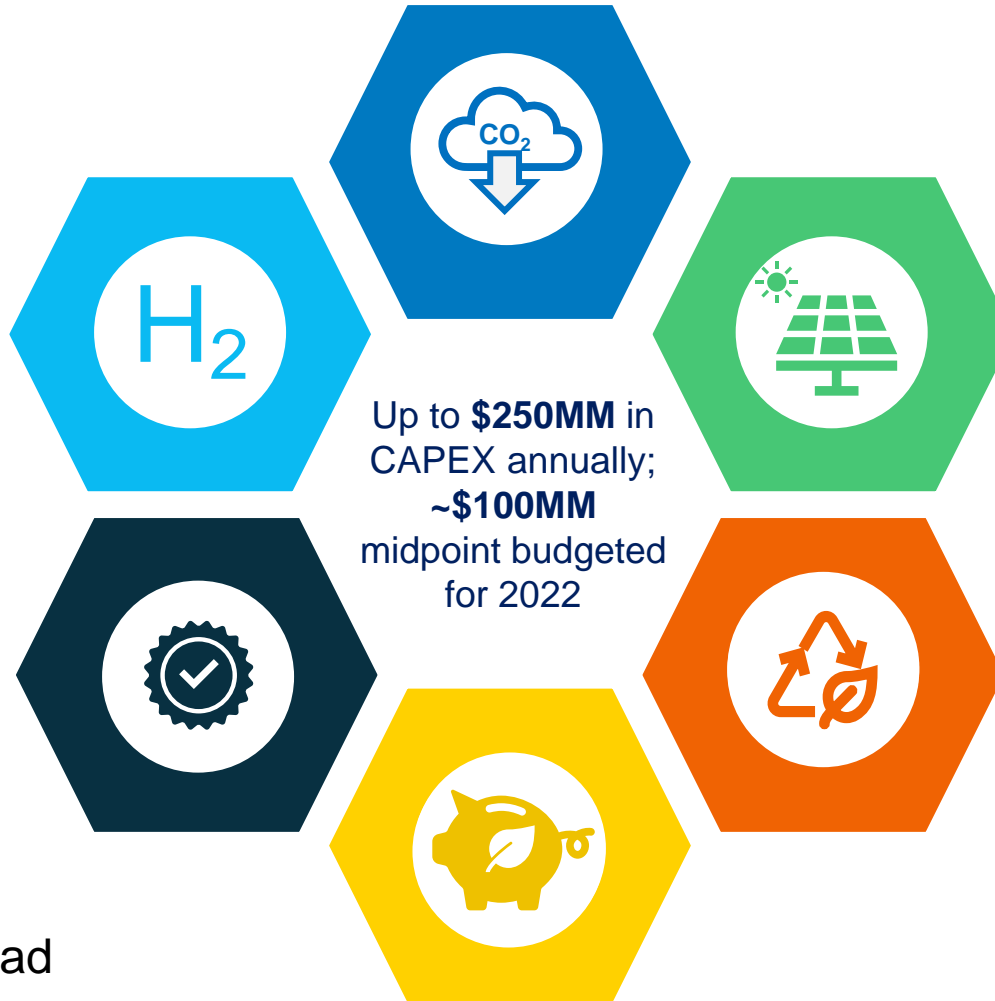 CO₂
H₂
Up to $250MM in
CAPEX annually;
~$100MM
midpoint budgeted
for 2022
ad